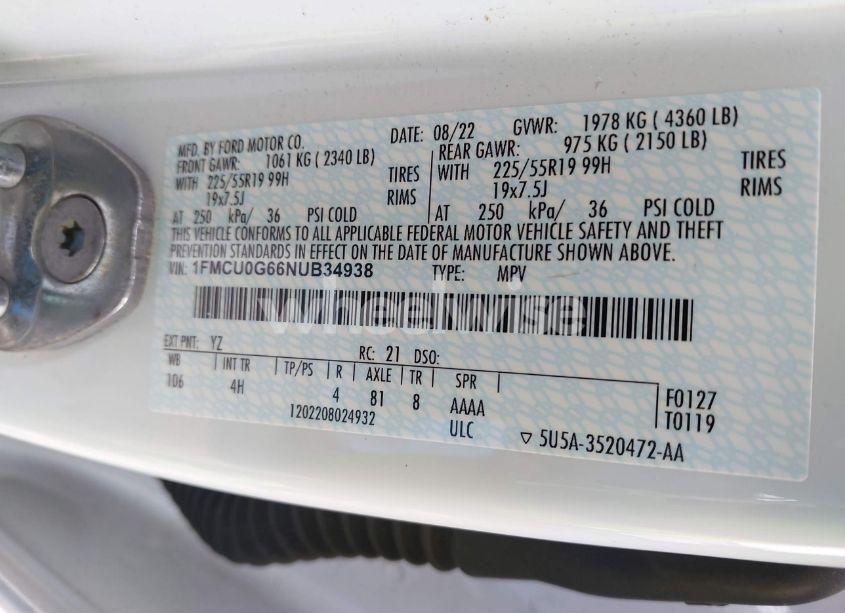 MFD. BY FORD MOTOR CO.
DATE: 08/22 GVWR: 1978 KG ( 4360 LB)
FRONT GAWR: 1061 KG ( 2340 LB) REAR GAWR: 975 KG ( 2150 LB)
WITH 225/55R19 99H TIRES WITH 225/55R19 99H TIRES
19x7.5J RIMS 19x7.5J RIMS
AT 250 kPa/ 36 PSI COLD AT 250 kPa/ 36 PSI COLD
THIS VEHICLE CONFORMS TO ALL APPLICABLE FEDERAL MOTOR VEHICLE SAFETY AND THEFT
PREVENTION STANDARDS IN EFFECT ON THE DATE OF MANUFACTURE SHOWN ABOVE.
VIN: 1FMCU0G66NUB34938 TYPE: MPV
wheelwise
EXT PNT: YZ RC: 21 DSO:
WB INT TR TP/PS R AXLE TR SPR
106 4H 4 81 8 AAAA F0127
1202208024932 ULC T0119
▽ 5U5A-3520472-AA